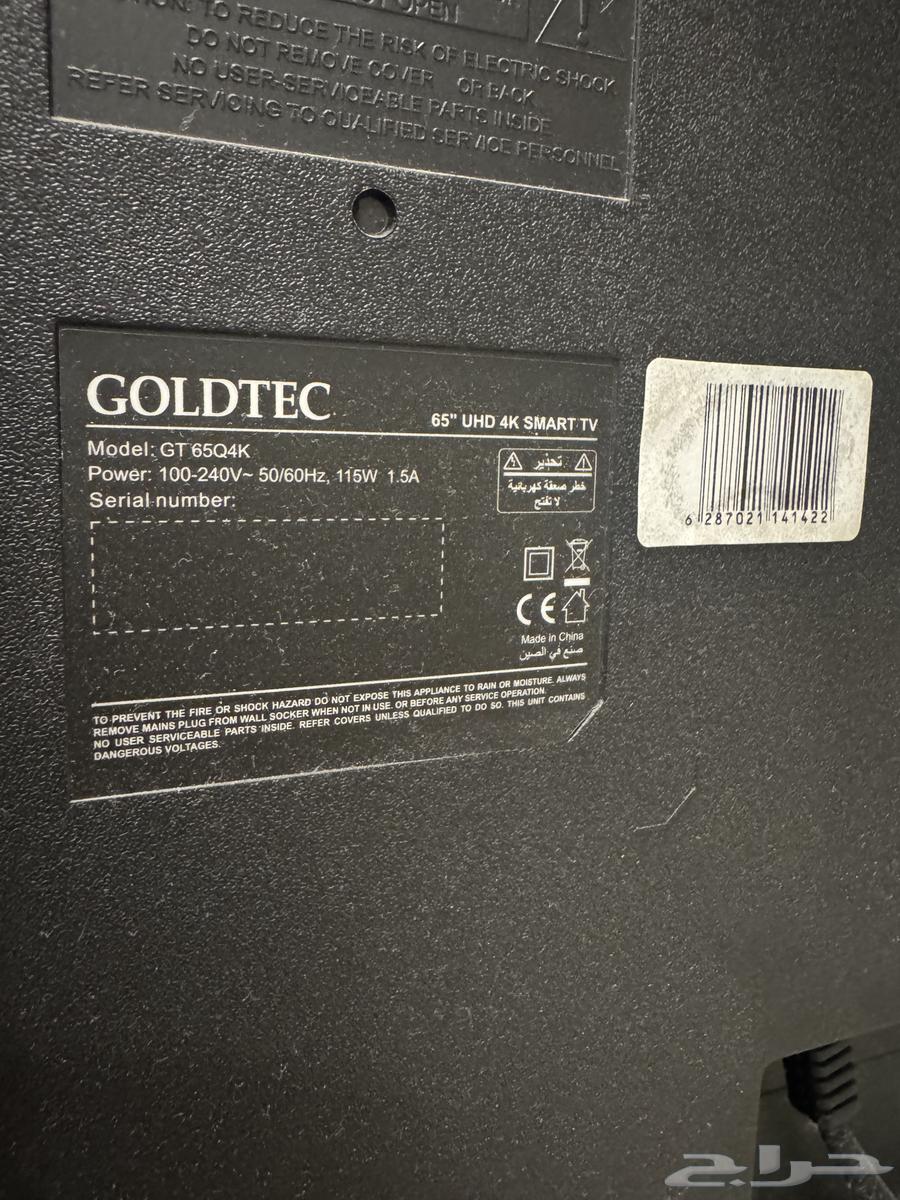 TO REDUCE THE RISK OF ELECTRIC SHOCK
DO NOT REMOVE COVER OR BACK
NO USER-SERVICEABLE PARTS INSIDE
REFER SERVICING TO QUALIFIED SERVICE PERSONNEL
GOLDTEC
65" UHD 4K SMART TV
Model: GT 65Q4K
Power: 100-240V~ 50/60Hz, 115W 1.5A
Serial number:
تحذير
خطر صعقة كهربائية
لا تفتح
CE
Made in China
صنع في الصين
TO PREVENT THE FIRE OR SHOCK HAZARD DO NOT EXPOSE THIS APPLIANCE TO RAIN OR MOISTURE. ALWAYS
REMOVE MAINS PLUG FROM WALL SOCKER WHEN NOT IN USE. OR BEFORE ANY SERVICE OPERATION.
NO USER SERVICEABLE PARTS INSIDE. REFER COVERS UNLESS QUALIFIED TO DO SO. THIS UNIT CONTAINS
DANGEROUS VOLTAGES.
6 287021 141422
حراج